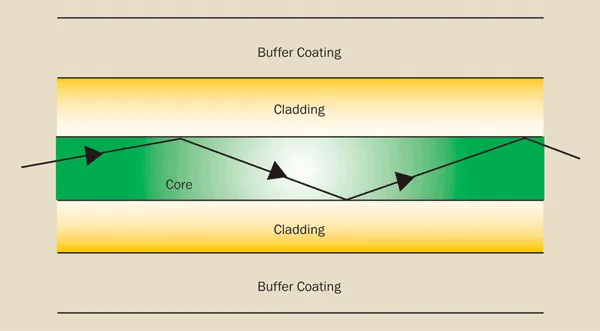 Buffer Coating
Cladding
Core
Cladding
Buffer Coating